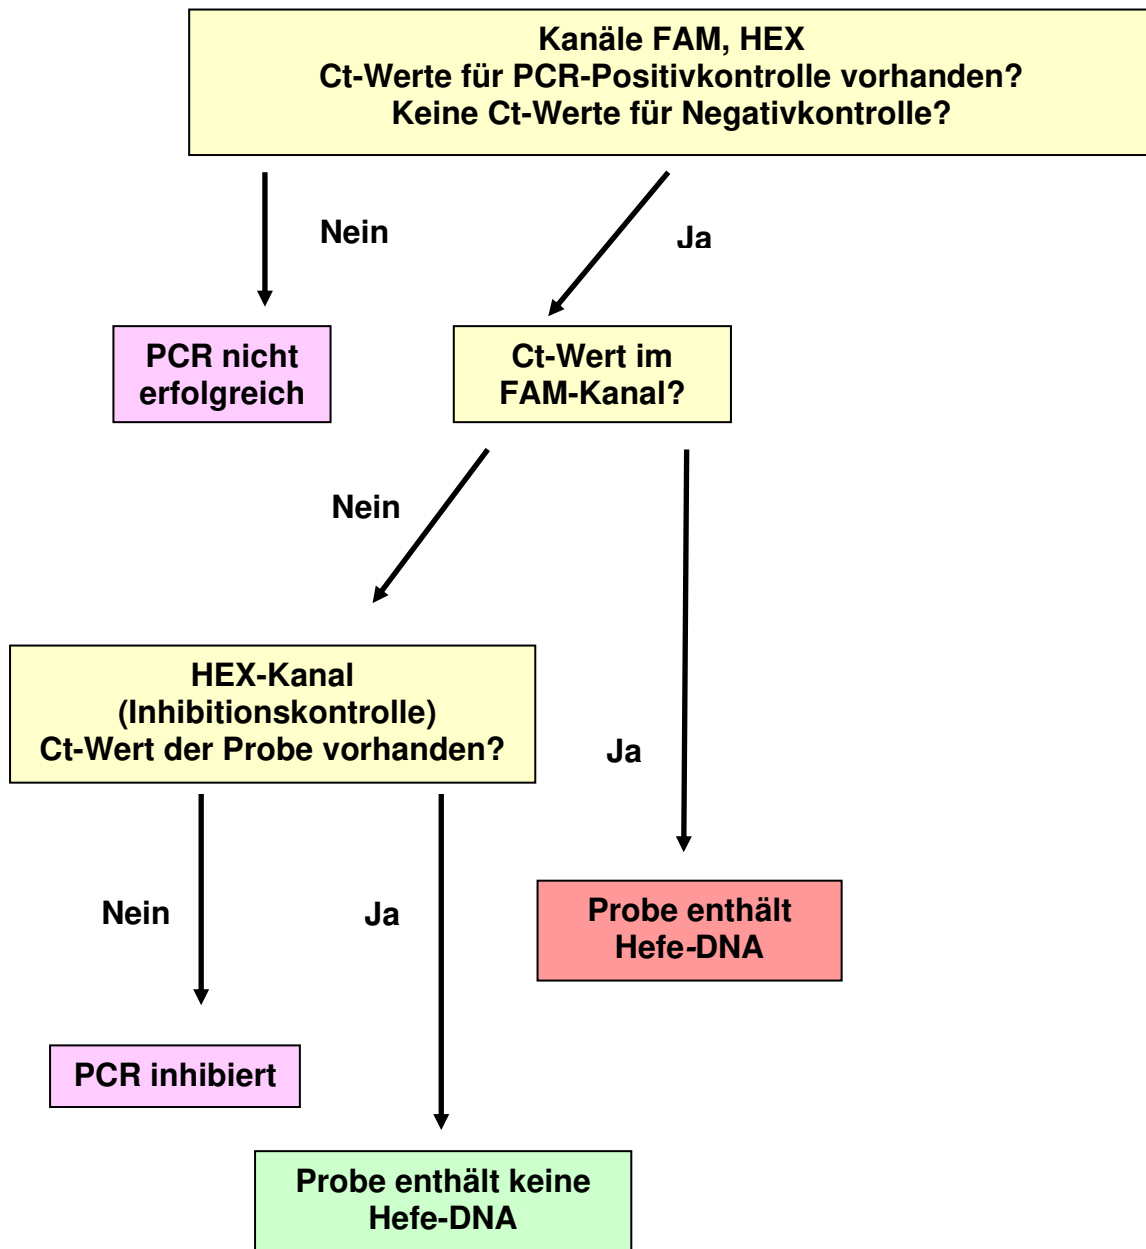 Kanäle FAM, HEX
Ct-Werte für PCR-Positivkontrolle vorhanden?
Keine Ct-Werte für Negativkontrolle?
Nein
Ja
PCR nicht
erfolgreich
Ct-Wert im
FAM-Kanal?
Nein
HEX-Kanal
(Inhibitionskontrolle)
Ct-Wert der Probe vorhanden?
Ja
Nein
Ja
Probe enthält
Hefe-DNA
PCR inhibiert
Probe enthält keine
Hefe-DNA